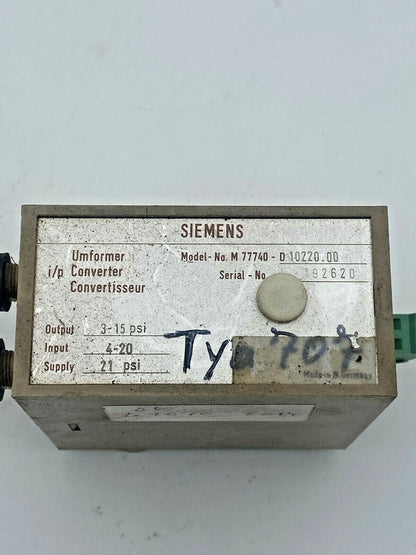 SIEMENS
Umformer
i/p Converter
Convertisseur
Model-No. M 77740-D 10220.00
Serial-No 192620
Output 3-15 psi
Input 4-20
Supply 21 psi
Typ 707
Made in W.Germany